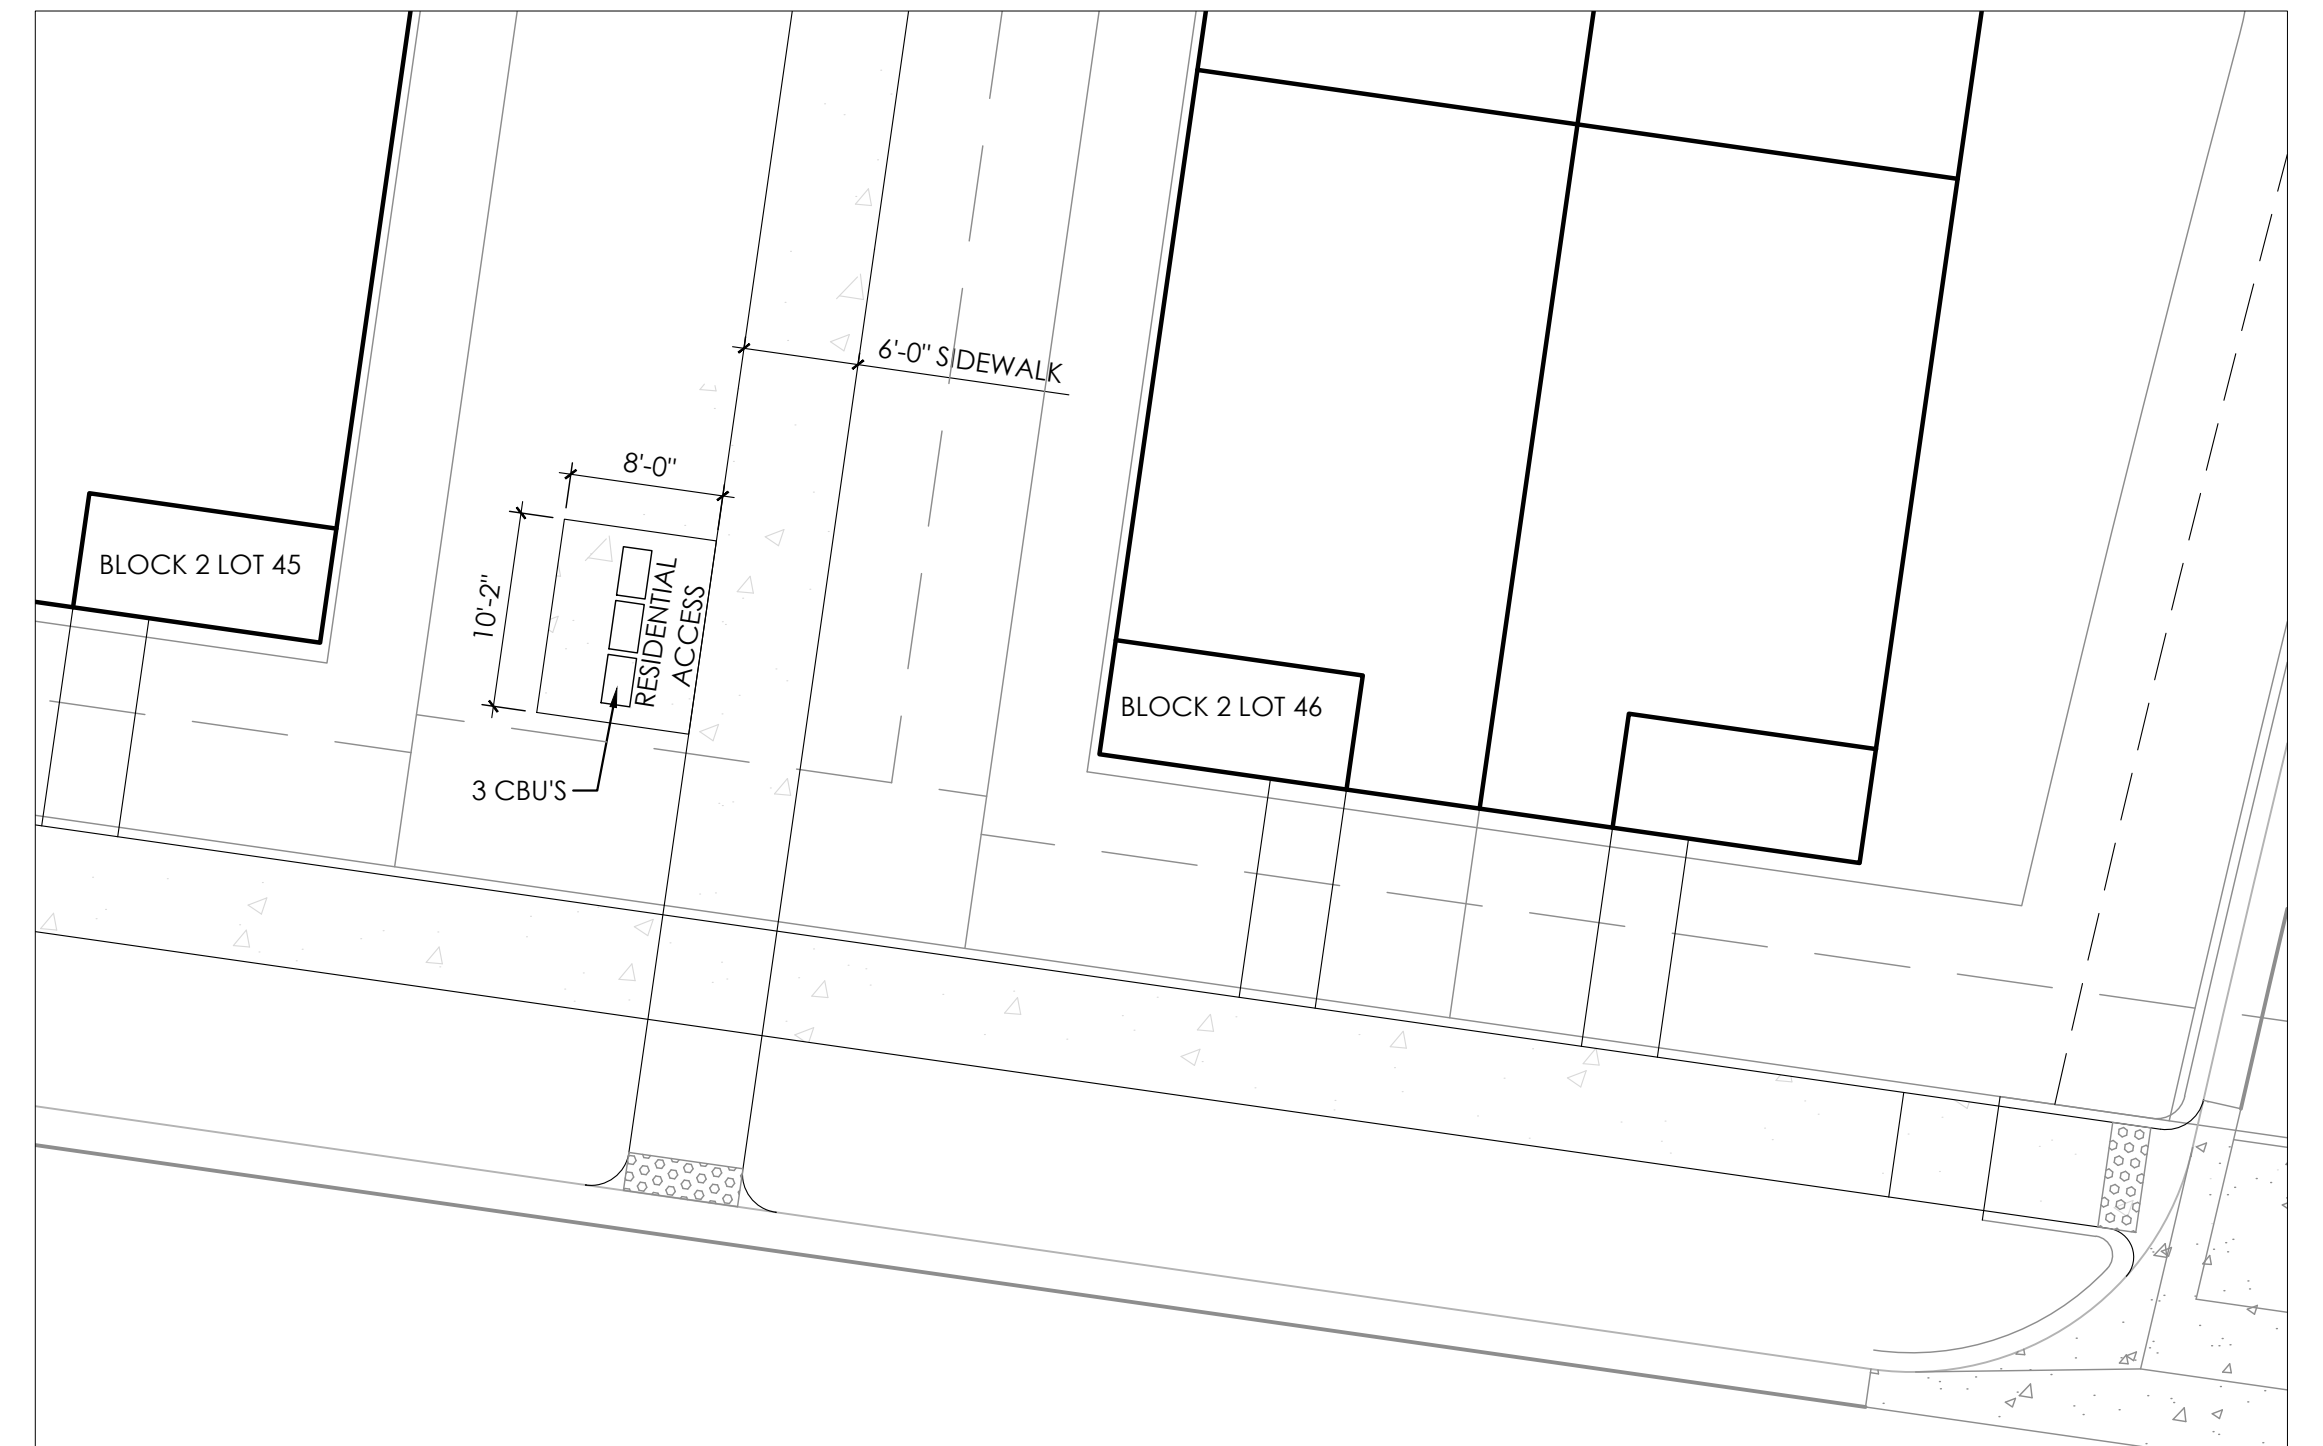 6'-0" SIDEWALK
8'-0"
10'-2"
RESIDENTIAL
ACCESS
BLOCK 2 LOT 45
BLOCK 2 LOT 46
3 CBU'S